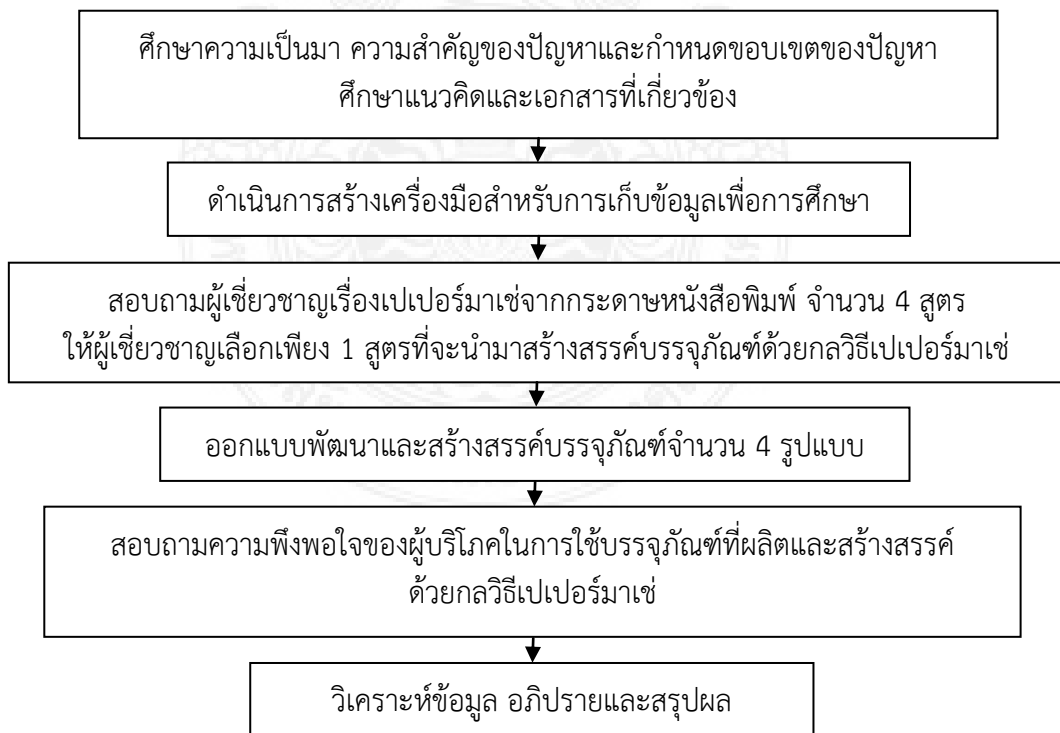 ศึกษาความเป็นมา ความสำคัญของปัญหาและกำหนดขอบเขตของปัญหา
ศึกษาแนวคิดและเอกสารที่เกี่ยวข้อง
ดำเนินการสร้างเครื่องมือสำหรับการเก็บข้อมูลเพื่อการศึกษา
สอบถามผู้เชี่ยวชาญเรื่องเปเปอร์มาเช่จากกระดาษหนังสือพิมพ์ จำนวน 4 สูตร
ให้ผู้เชี่ยวชาญเลือกเพียง 1 สูตรที่จะนำมาสร้างสรรค์บรรจุภัณฑ์ด้วยกลวิธีเปเปอร์มาเช่
ออกแบบพัฒนาและสร้างสรรค์บรรจุภัณฑ์จำนวน 4 รูปแบบ
สอบถามความพึงพอใจของผู้บริโภคในการใช้บรรจุภัณฑ์ที่ผลิตและสร้างสรรค์
ด้วยกลวิธีเปเปอร์มาเช่
วิเคราะห์ข้อมูล อภิปรายและสรุปผล